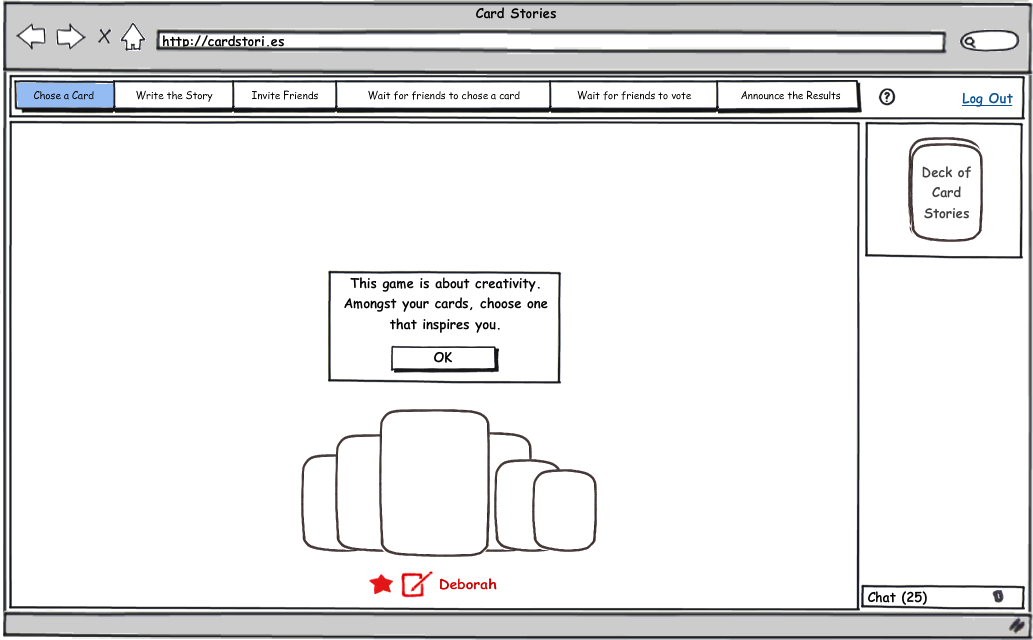 Card Stories
http://cardstori.es
Chose a Card
Write the Story
Invite Friends
Wait for friends to chose a card
Wait for friends to vote
Announce the Results
?
Log Out
Deck of
Card
Stories
This game is about creativity.
Amongst your cards, choose one
that inspires you.
OK
Deborah
Chat (25)